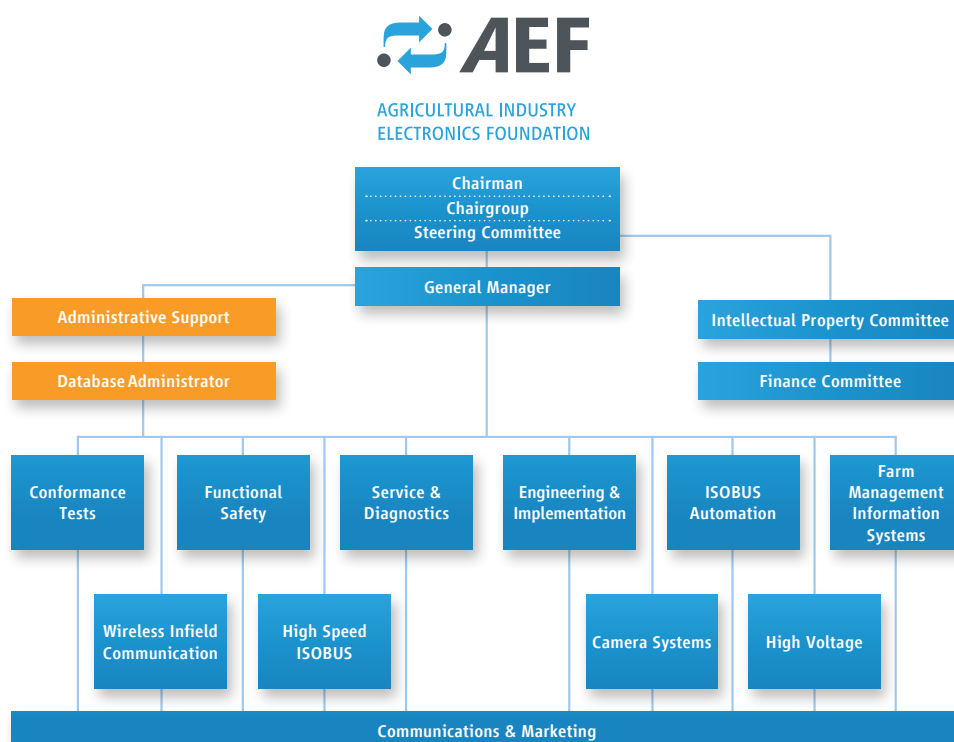 AEF
AGRICULTURAL INDUSTRY
ELECTRONICS FOUNDATION
Chairman
Chairgroup
Steering Committee
General Manager
Administrative Support
Intellectual Property Committee
Database Administrator
Finance Committee
Conformance
Tests
Functional
Safety
Service &
Diagnostics
Engineering &
Implementation
ISOBUS
Automation
Farm
Management
Information
Systems
Wireless Infield
Communication
High Speed
ISOBUS
Camera Systems
High Voltage
Communications & Marketing